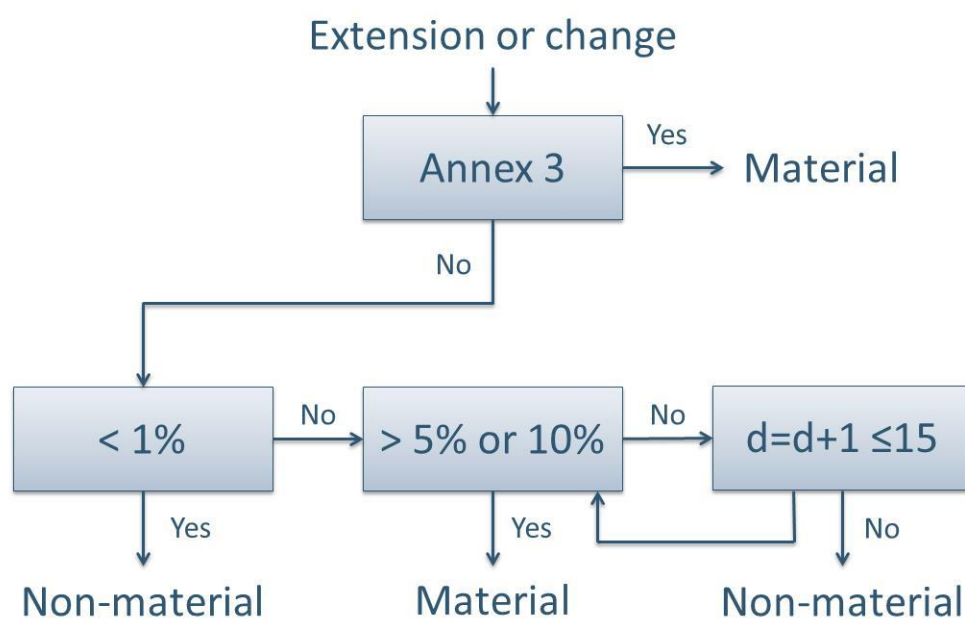 Extension or change
Annex 3
Yes
Material
No
< 1%
No
> 5% or 10%
No
d=d+1 ≤15
Yes
Yes
No
Non-material
Material
Non-material